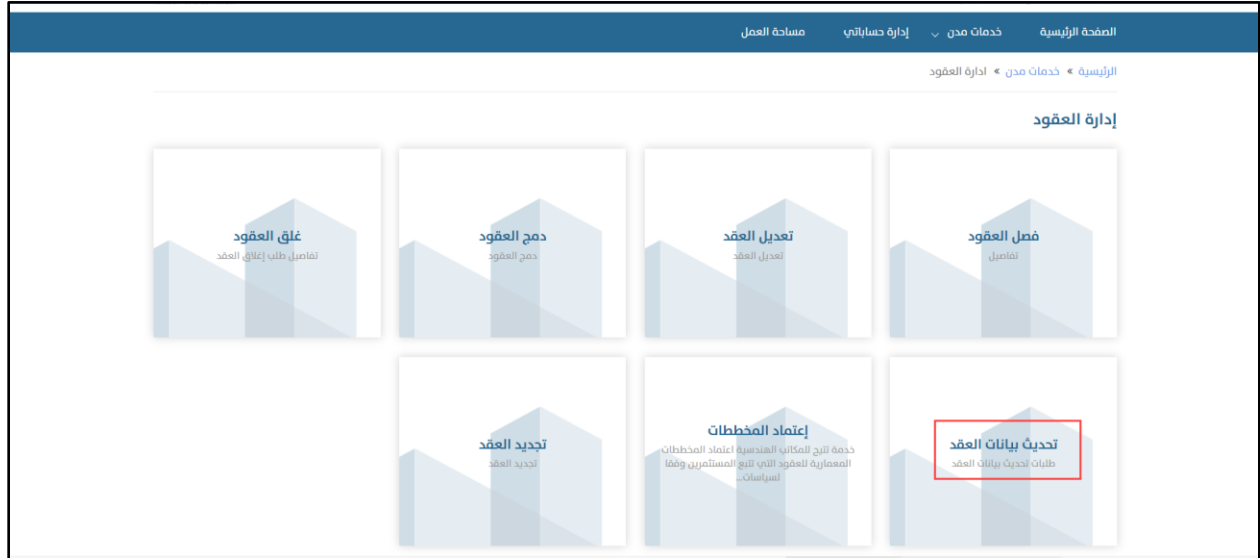 الصفحة الرئيسية
خدمات مدن
إدارة حساباتي
مساحة العمل
الرئيسية » خدمات مدن » ادارة العقود
إدارة العقود
فصل العقود
تفاصيل
تعديل العقد
تعديل العقد
دمج العقود
دمج العقود
غلق العقود
تفاصيل طلب إغلاق العقد
تحديث بيانات العقد
طلبات تحديث بيانات العقد
إعتماد المخططات
خدمة تتيح للمكاتب الهندسية اعتماد المخططات
المعمارية للعقود التي تتبع المستثمرين وفقا
لسياسات...
تجديد العقد
تجديد العقد